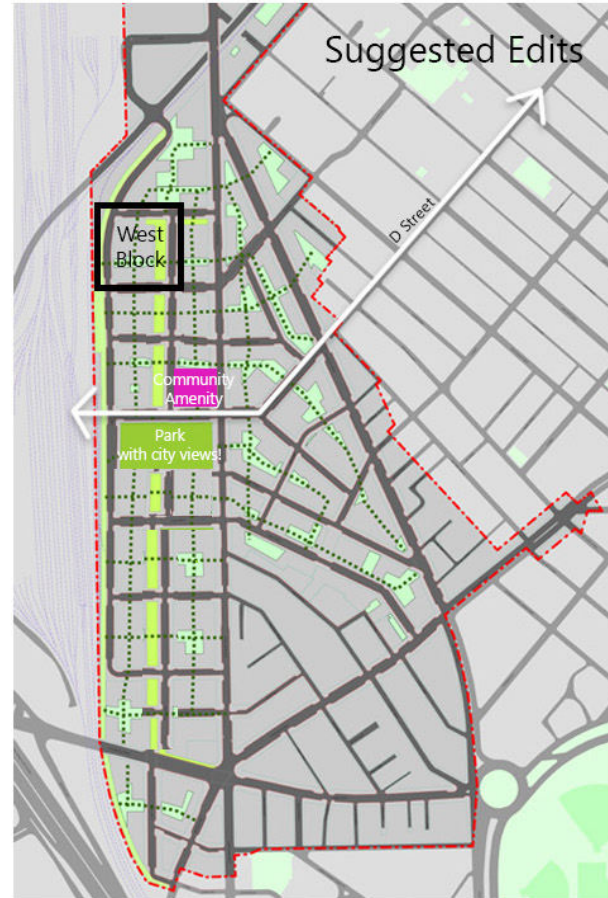 Suggested Edits
D Street
West
Block
Community
Amenity
Park
with city views!